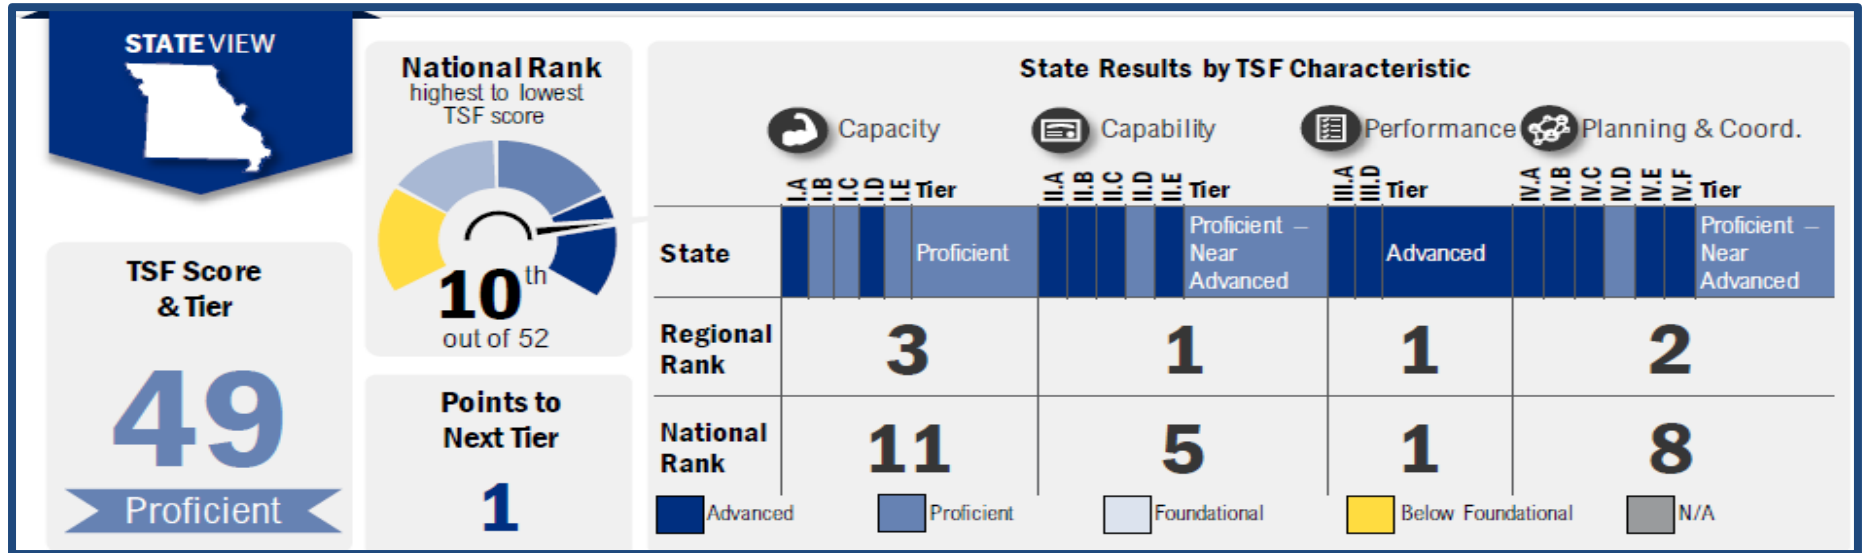 STATE VIEW
TSF Score
& Tier
49
Proficient
National Rank
highest to lowest
TSF score
10th
out of 52
Points to
Next Tier
1
State Results by TSF Characteristic
Capacity Capability Performance Planning & Coord.
I.A I.B I.C I.D I.E Tier II.A II.B II.C II.D II.E Tier III.A III.D Tier IV.A IV.B IV.C IV.D IV.E IV.F Tier
State
Proficient
Proficient –
Near
Advanced
Advanced
Proficient –
Near
Advanced
Regional
Rank
3 1 1 2
National
Rank
11 5 1 8
Advanced Proficient Foundational Below Foundational N/A